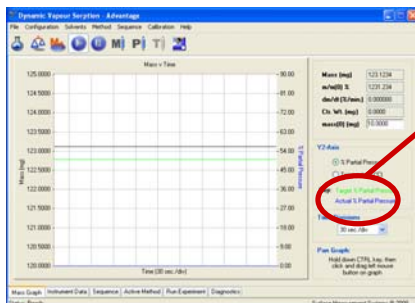 Dynamic Vapour Sorption - Advantage
File Configuration Solvents Method Sequence Calibration Help
M P T
Mass v Time
125.0000
124.5000
124.0000
123.5000
123.0000
122.5000
122.0000
121.5000
121.0000
120.5000
120.0000
Mass (mg)
90.00
81.00
72.00
63.00
54.00
45.00
36.00
27.00
18.00
9.00
0.00
% Partial Pressure
Time (30 sec. /div)
Mass (mg) 123.1234
m/m(0) % 1231.234
dm/dt (%/min.) 0.000000
Ctr. Wt. (mg) 0.0000
mass(0) (mg) 10.0000
Y2-Axis
% Partial Press
Target % Partial Pressure
Actual % Partial Pressure
30 sec. /div
Pan Graph:
Hold down CTRL key, then
click and drag left mouse
button on graph.
Mass Graph Instrument Data Sequence Active Method Run Experiment Diagnostics